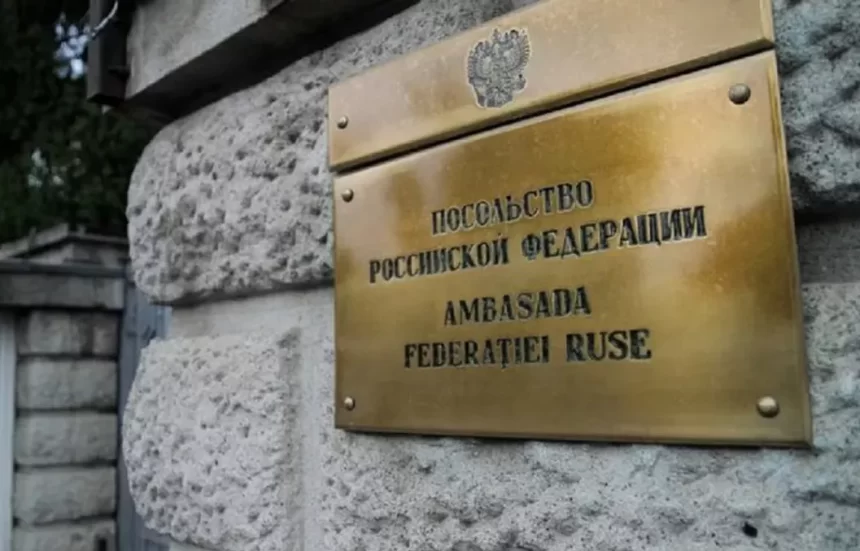 ПОСОЛЬСТВО
РОССИЙСКОЙ ФЕДЕРАЦИИ
AMBASADA
FEDERAȚIEI RUSE